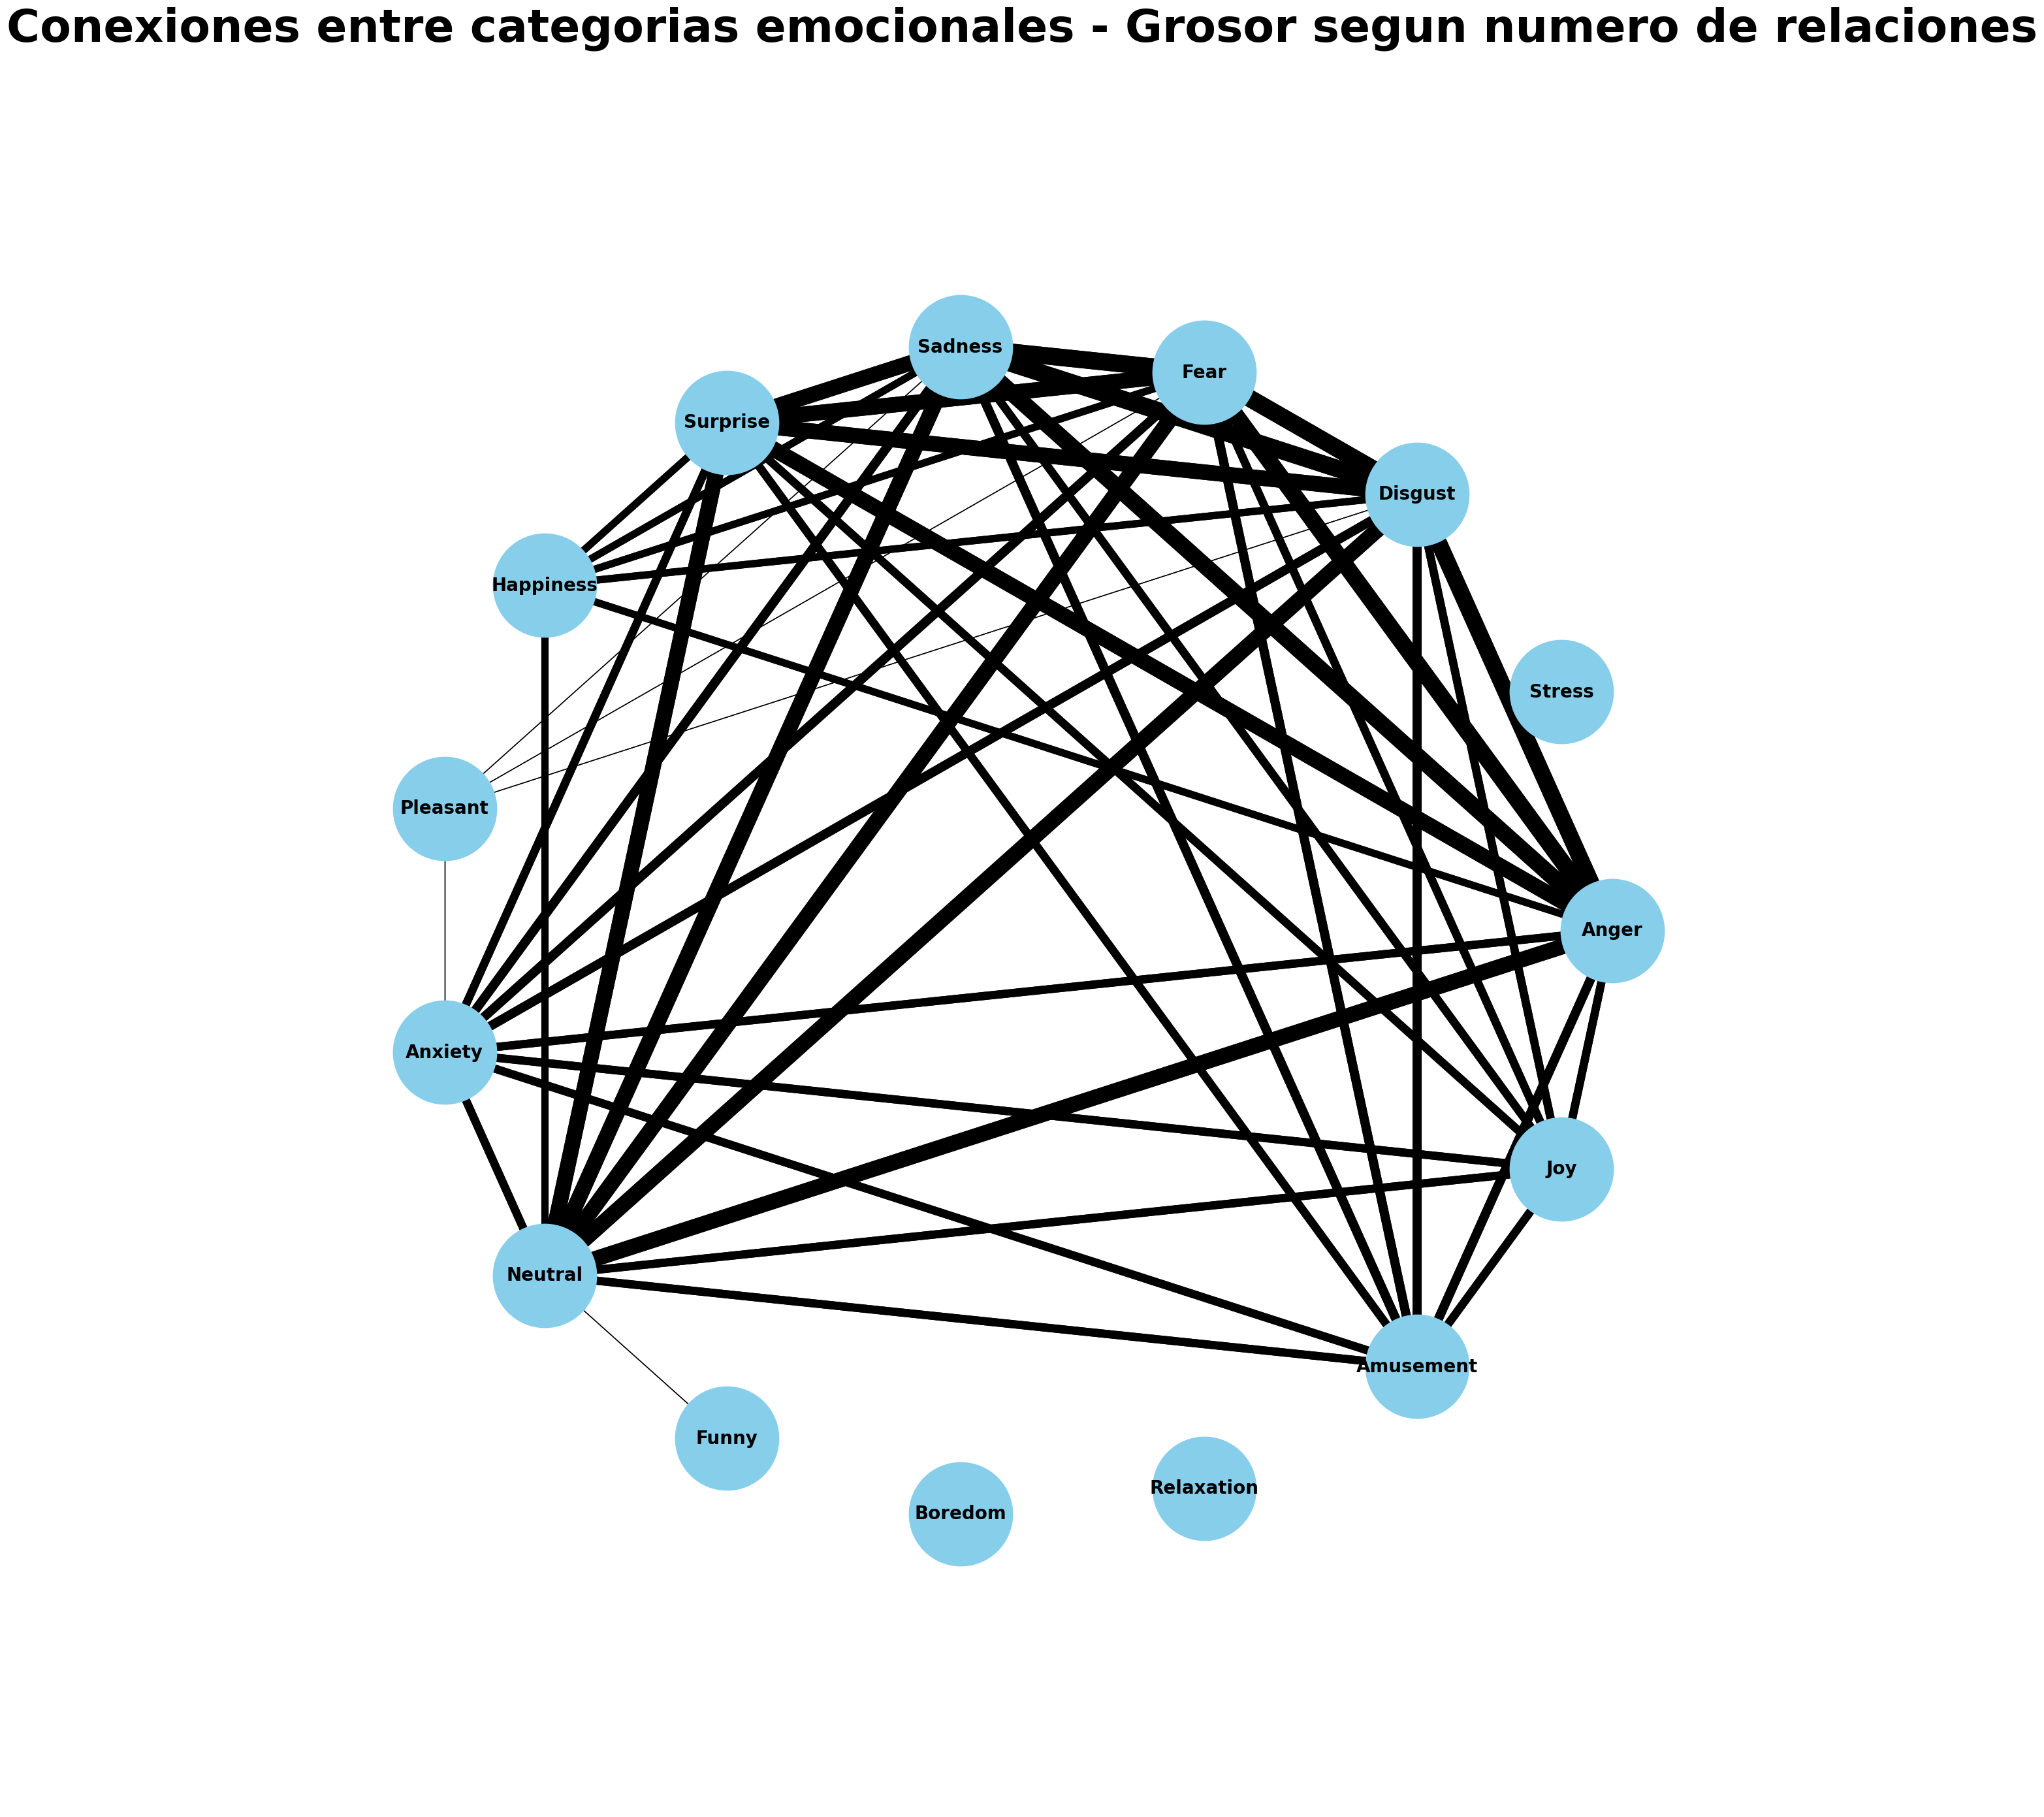 Conexiones entre categorias emocionales - Grosor segun numero de relaciones
Sadness
Fear
Surprise
Disgust
Happiness
Stress
Pleasant
Anger
Anxiety
Joy
Neutral
Amusement
Funny
Relaxation
Boredom